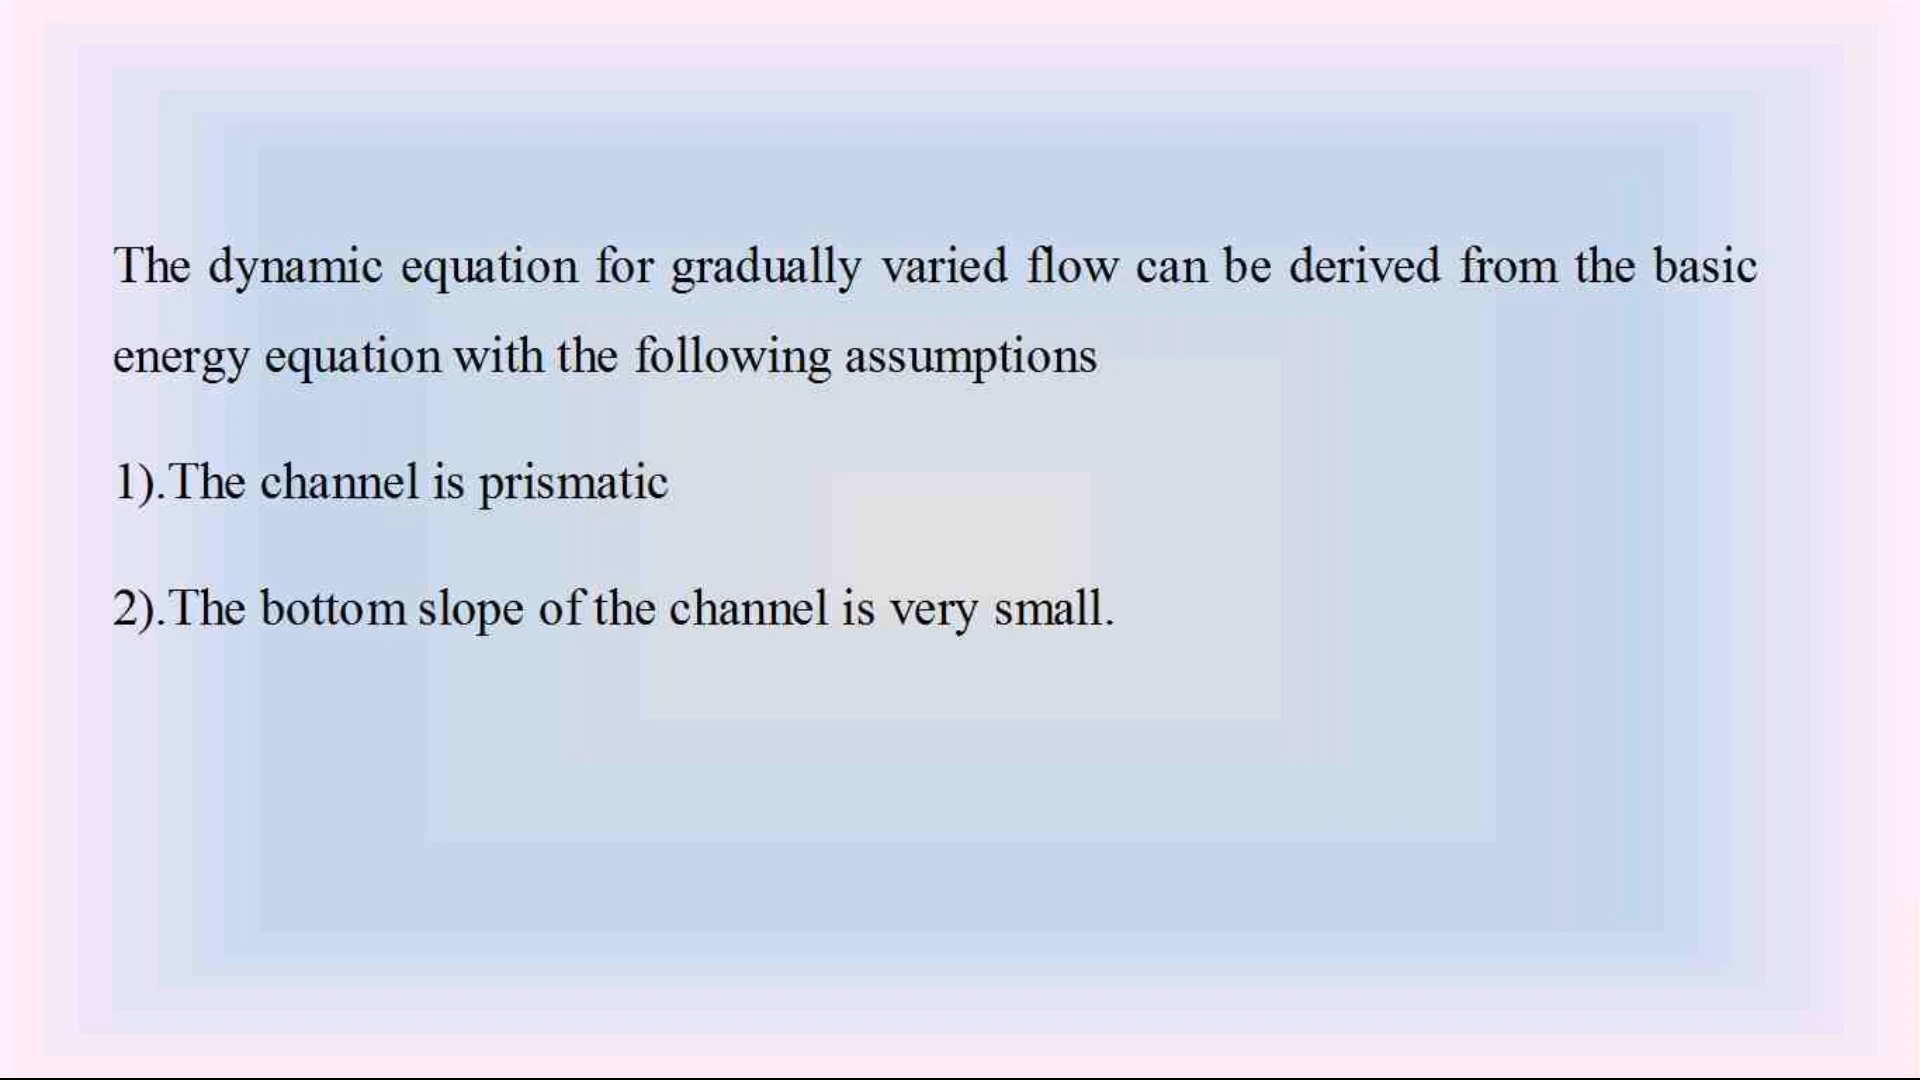 The dynamic equation for gradually varied flow can be derived from the basic
energy equation with the following assumptions
1).The channel is prismatic
2).The bottom slope of the channel is very small.